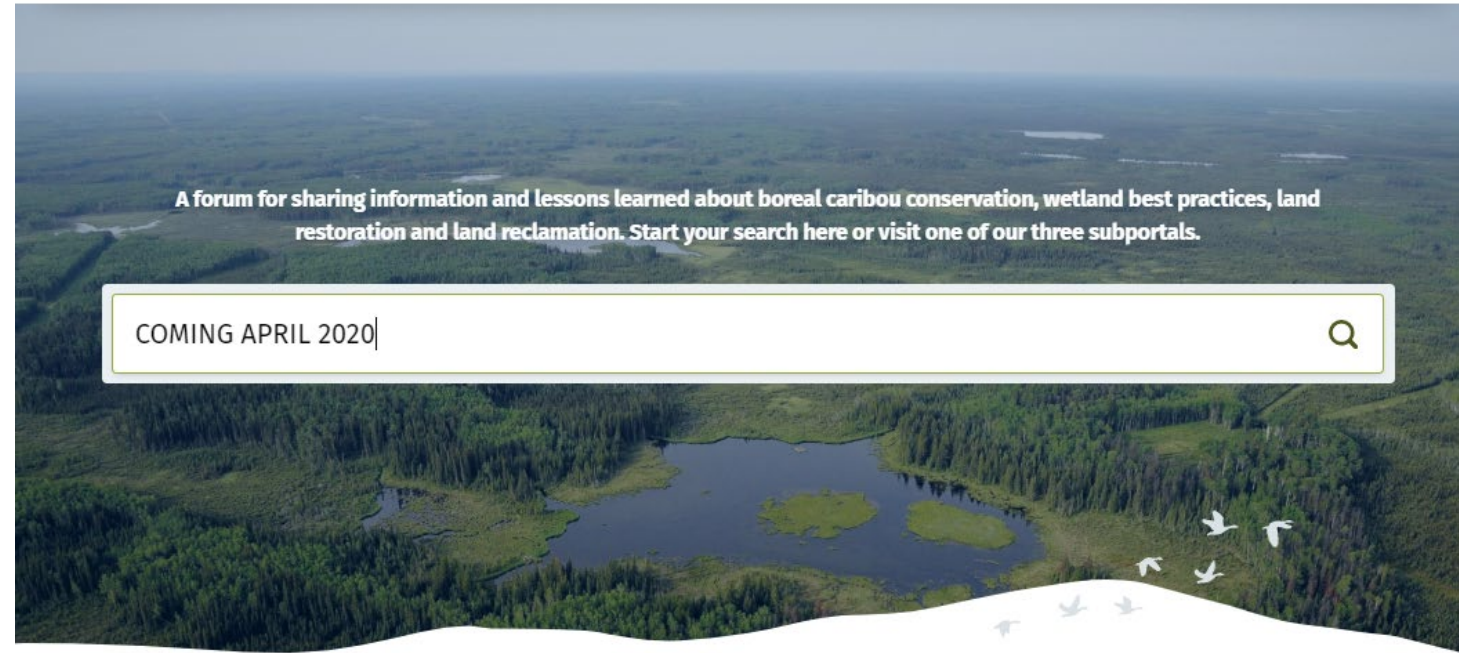 A forum for sharing information and lessons learned about boreal caribou conservation, wetland best practices, land
restoration and land reclamation. Start your search here or visit one of our three subportals.
COMING APRIL 2020